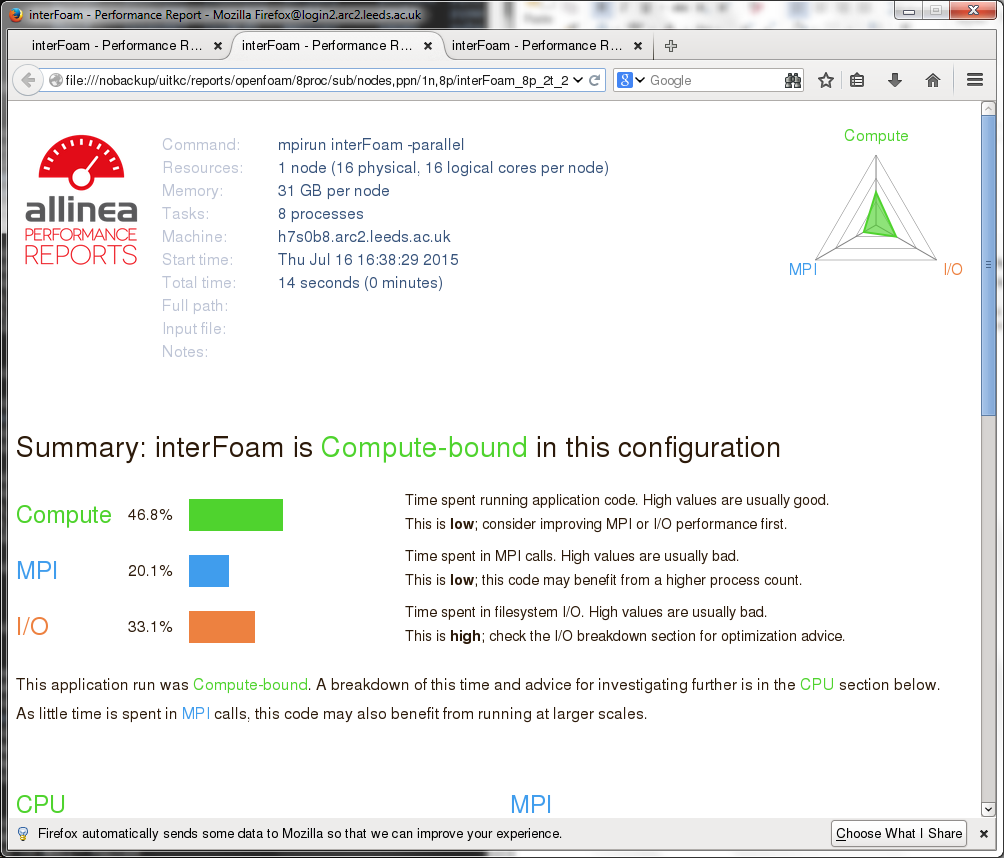 interFoam - Performance Report - Mozilla Firefox@login2.arc2.leeds.ac.uk
interFoam - Performance R... interFoam - Performance R... interFoam - Performance R...
file:///nobackup/uitkc/reports/openfoam/8proc/sub/nodes,ppn/1n,8p/interFoam_8p_2t_2 8 Google
allinea
PERFORMANCE
REPORTS
Command: mpirun interFoam -parallel
Resources: 1 node (16 physical, 16 logical cores per node)
Memory: 31 GB per node
Tasks: 8 processes
Machine: h7s0b8.arc2.leeds.ac.uk
Start time: Thu Jul 16 16:38:29 2015
Total time: 14 seconds (0 minutes)
Full path:
Input file:
Notes:
Compute
MPI I/O
Summary: interFoam is Compute-bound in this configuration
Compute 46.8% Time spent running application code. High values are usually good.
This is low; consider improving MPI or I/O performance first.
MPI 20.1% Time spent in MPI calls. High values are usually bad.
This is low; this code may benefit from a higher process count.
I/O 33.1% Time spent in filesystem I/O. High values are usually bad.
This is high; check the I/O breakdown section for optimization advice.
This application run was Compute-bound. A breakdown of this time and advice for investigating further is in the CPU section below.
As little time is spent in MPI calls, this code may also benefit from running at larger scales.
CPU MPI
Firefox automatically sends some data to Mozilla so that we can improve your experience. Choose What I Share